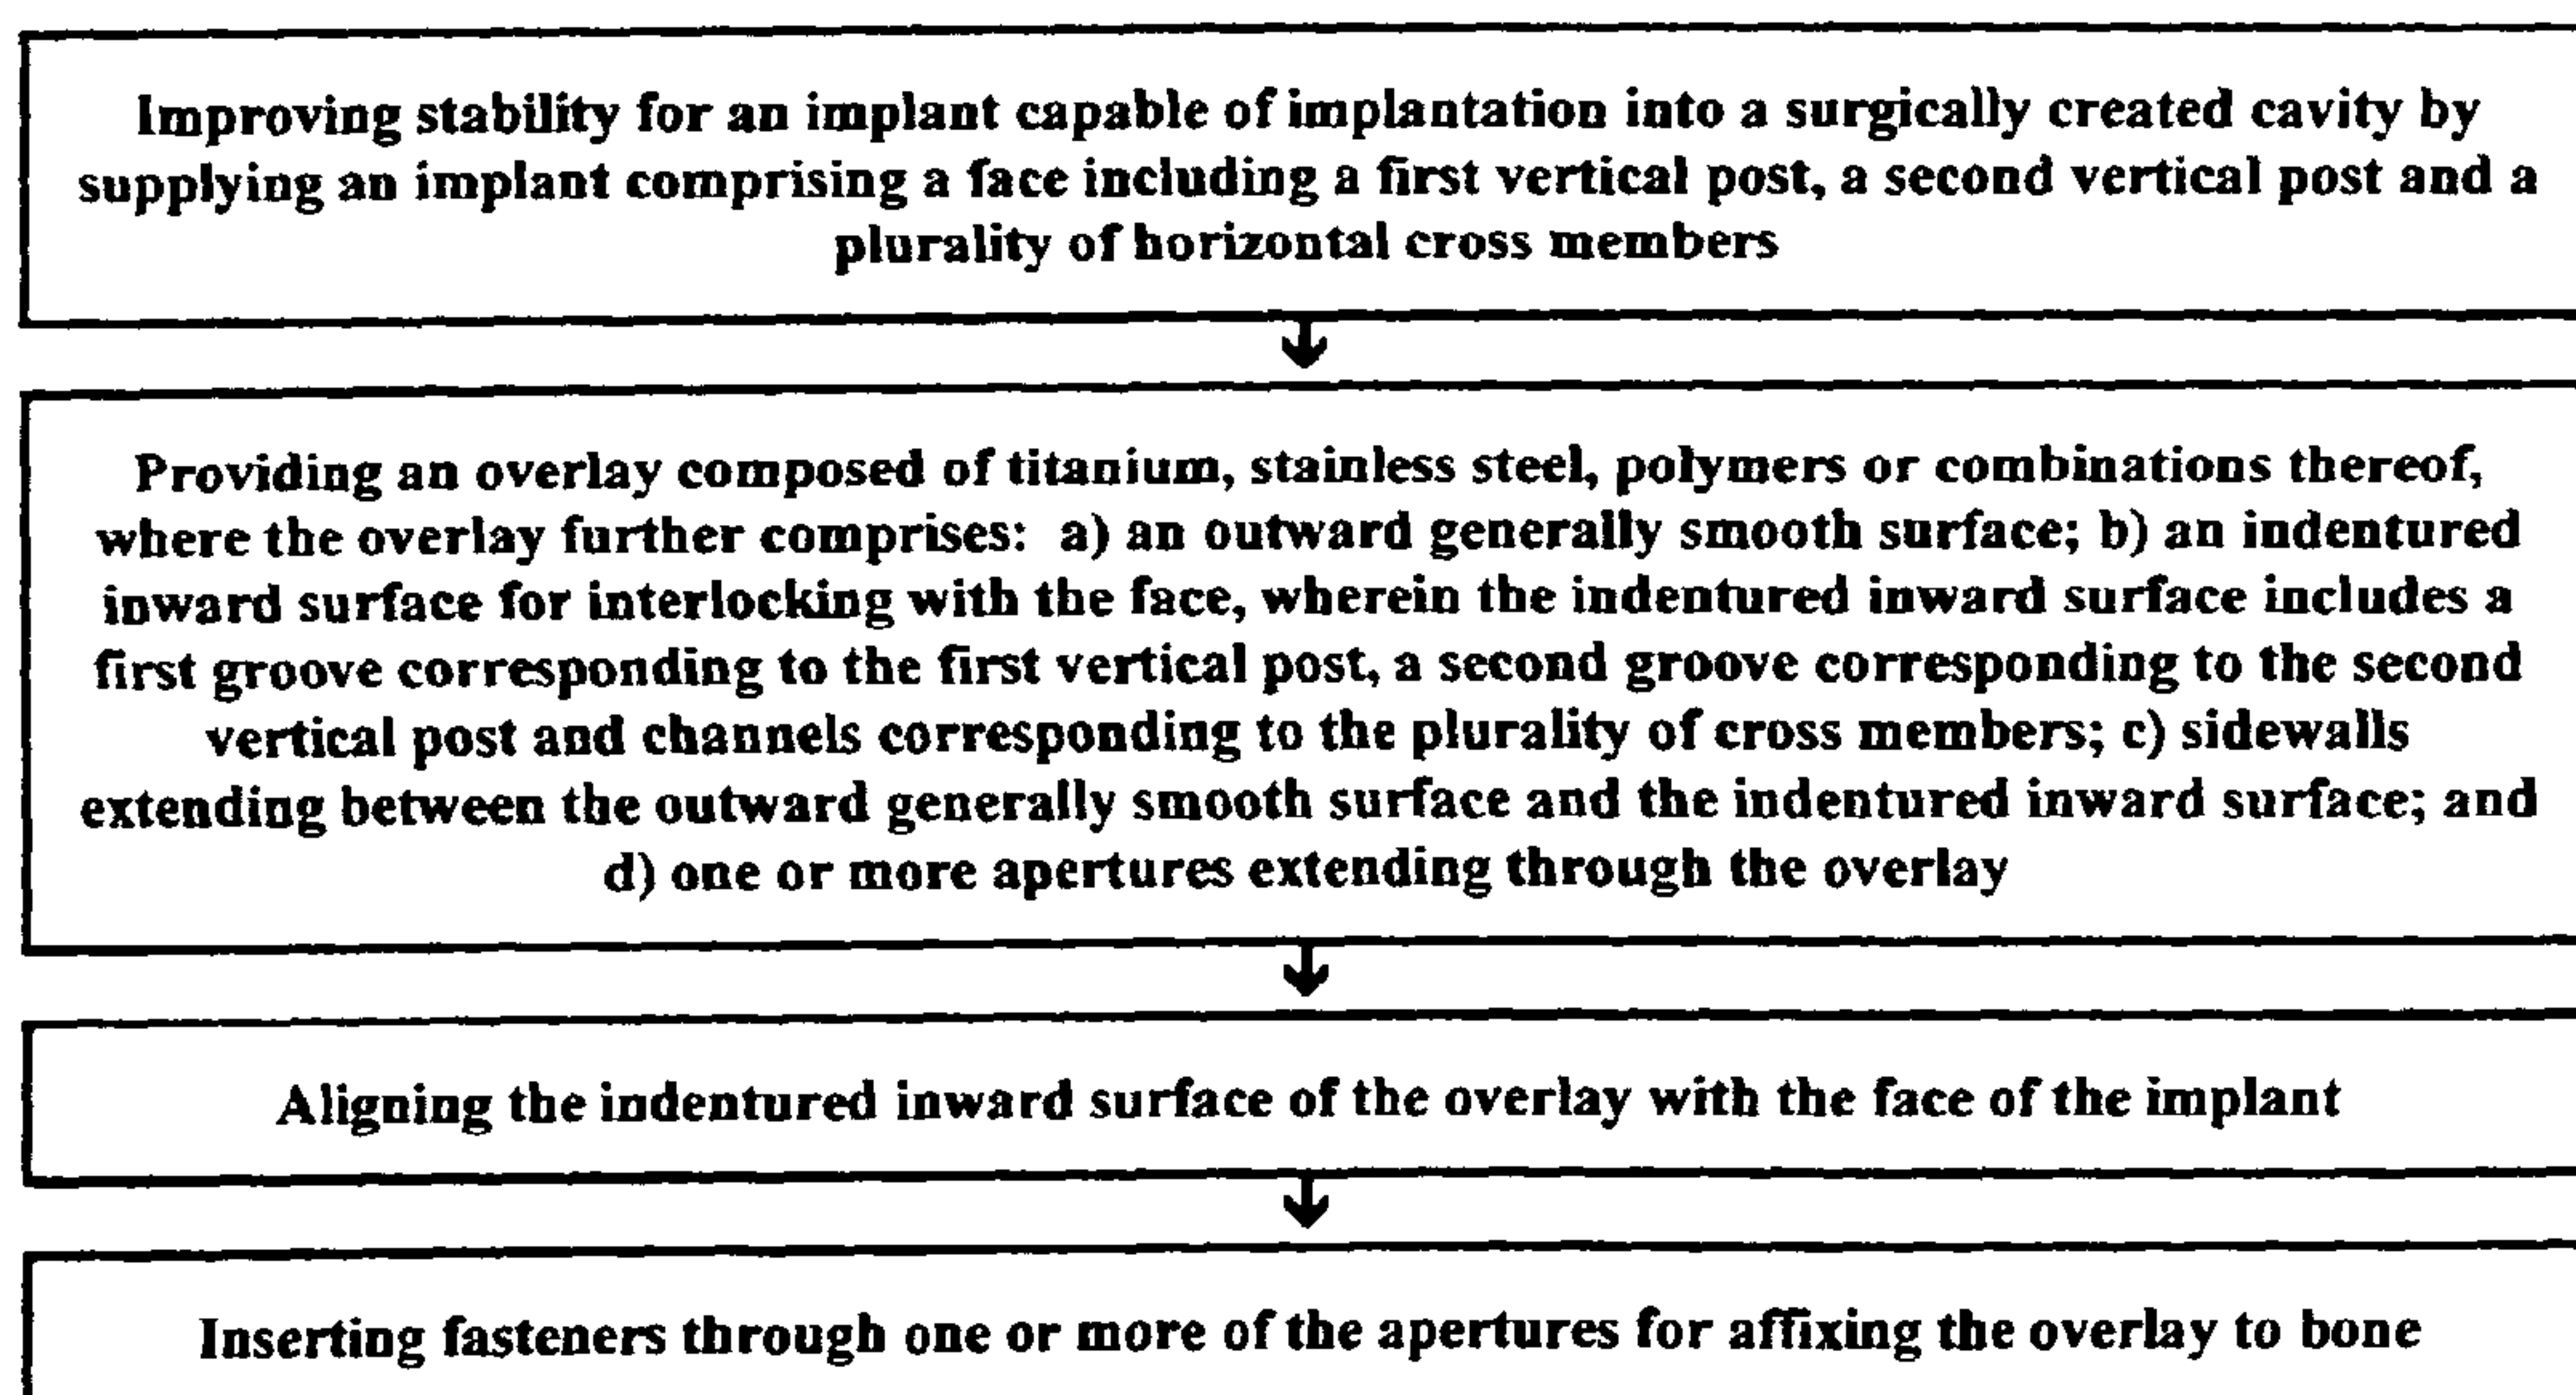 Improving stability for an implant capable of implantation into a surgically created cavity by
supplying an implant comprising a face including a first vertical post, a second vertical post and a
plurality of horizontal cross members
Providing an overlay composed of titanium, stainless steel, polymers or combinations thereof,
where the overlay further comprises:  a) an outward generally smooth surface; b) an indentured
inward surface for interlocking with the face, wherein the indentured inward surface includes a
first groove corresponding to the first vertical post, a second groove corresponding to the second
vertical post and channels corresponding to the plurality of cross members; c) sidewalls
extending between the outward generally smooth surface and the indentured inward surface; and
d) one or more apertures extending through the overlay
Aligning the indentured inward surface of the overlay with the face of the implant
Inserting fasteners through one or more of the apertures for affixing the overlay to bone